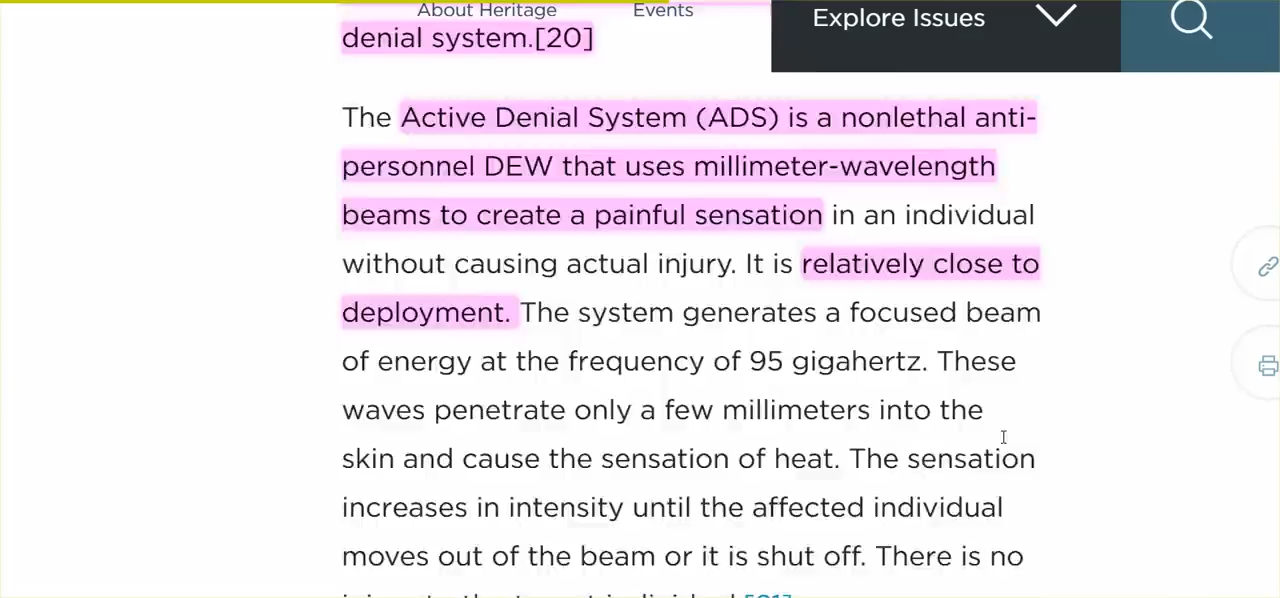 About Heritage
Events
Explore Issues
denial system.[20]
The Active Denial System (ADS) is a nonlethal anti-
personnel DEW that uses millimeter-wavelength
beams to create a painful sensation in an individual
without causing actual injury. It is relatively close to
deployment. The system generates a focused beam
of energy at the frequency of 95 gigahertz. These
waves penetrate only a few millimeters into the
skin and cause the sensation of heat. The sensation
increases in intensity until the affected individual
moves out of the beam or it is shut off. There is no